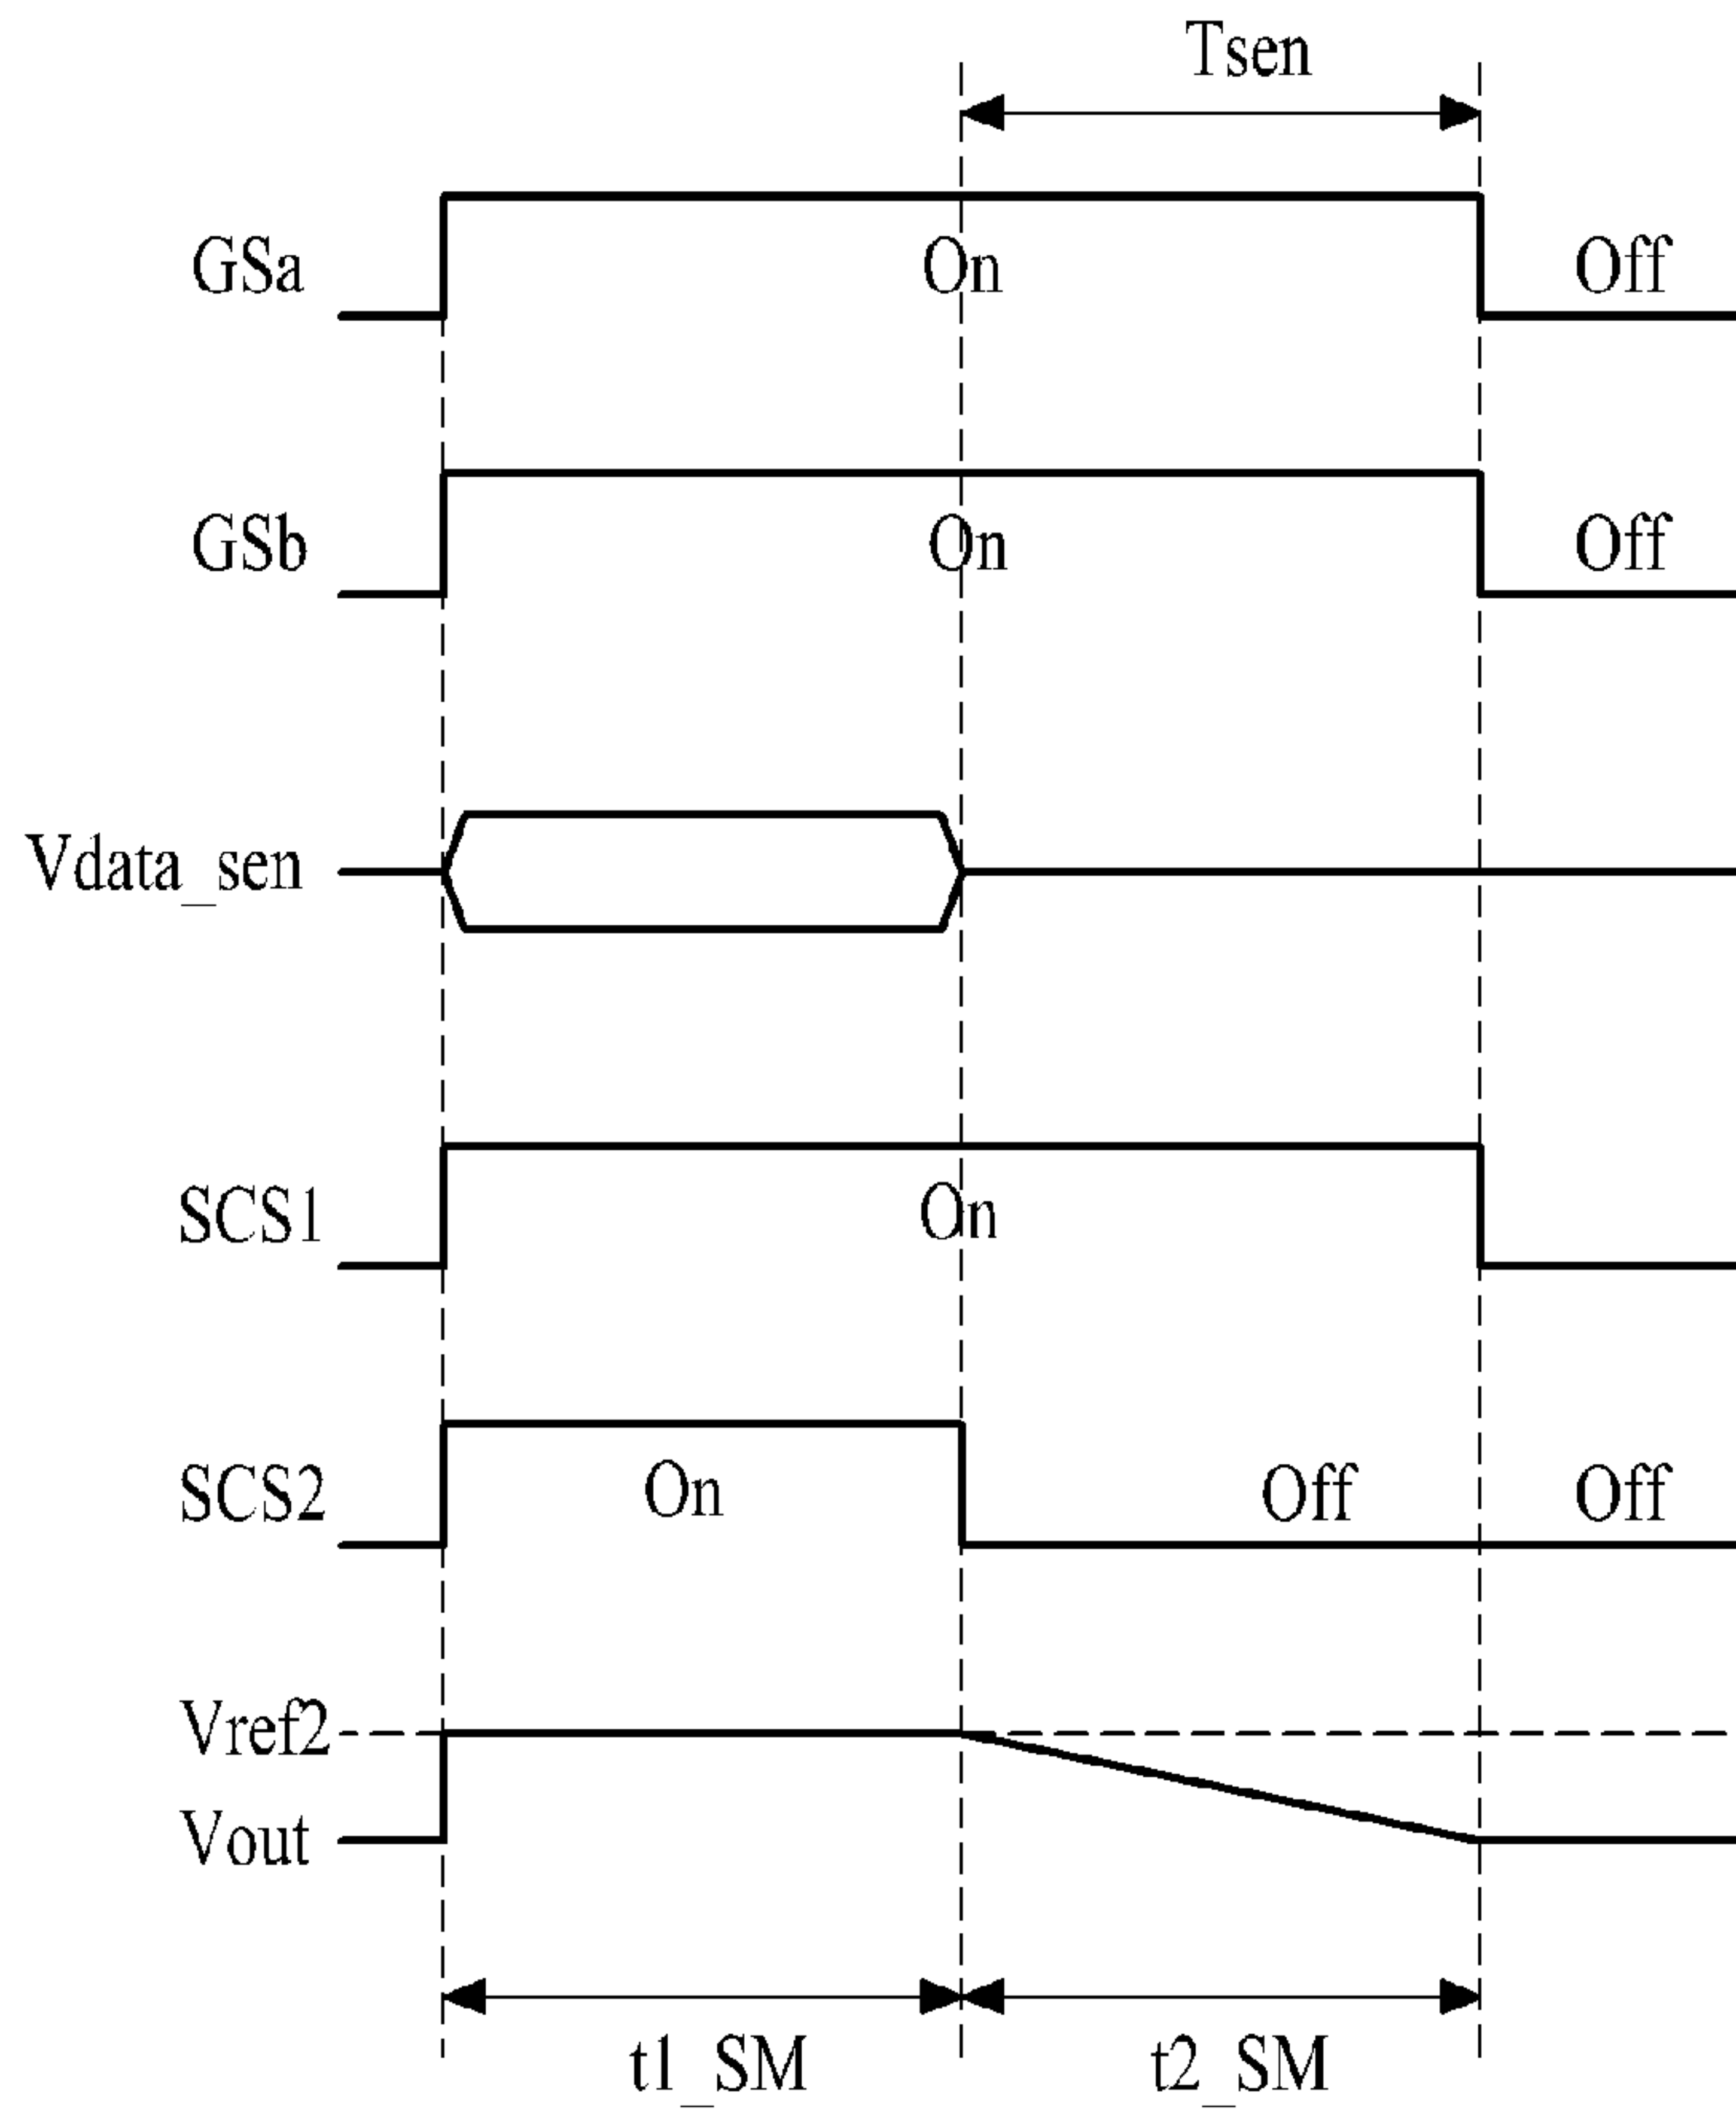 Tsen
GSa On Off
GSb On Off
Vdata_sen
SCS1 On
SCS2 On Off Off
Vref2
Vout
t1_SM t2_SM